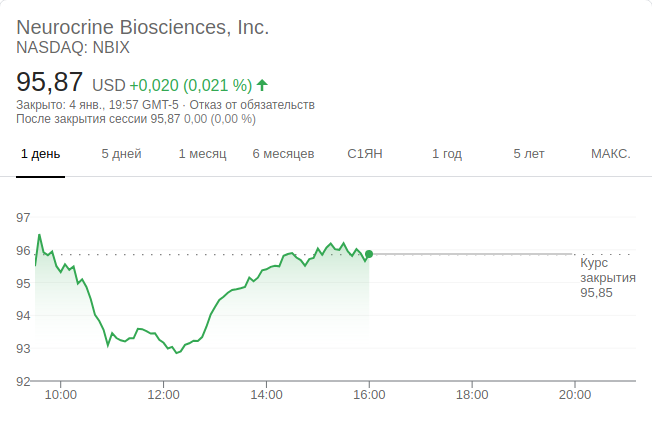 Neurocrine Biosciences, Inc.
NASDAQ: NBIX
95,87 USD +0,020 (0,021 %)
Закрыто: 4 янв., 19:57 GMT-5 · Отказ от обязательств
После закрытия сессии 95,87 0,00 (0,00 %)
1 день 5 дней 1 месяц 6 месяцев С1ЯН 1 год 5 лет МАКС.
97
96
95
94
93
92
Курс
закрытия
95,85
10:00 12:00 14:00 16:00 18:00 20:00